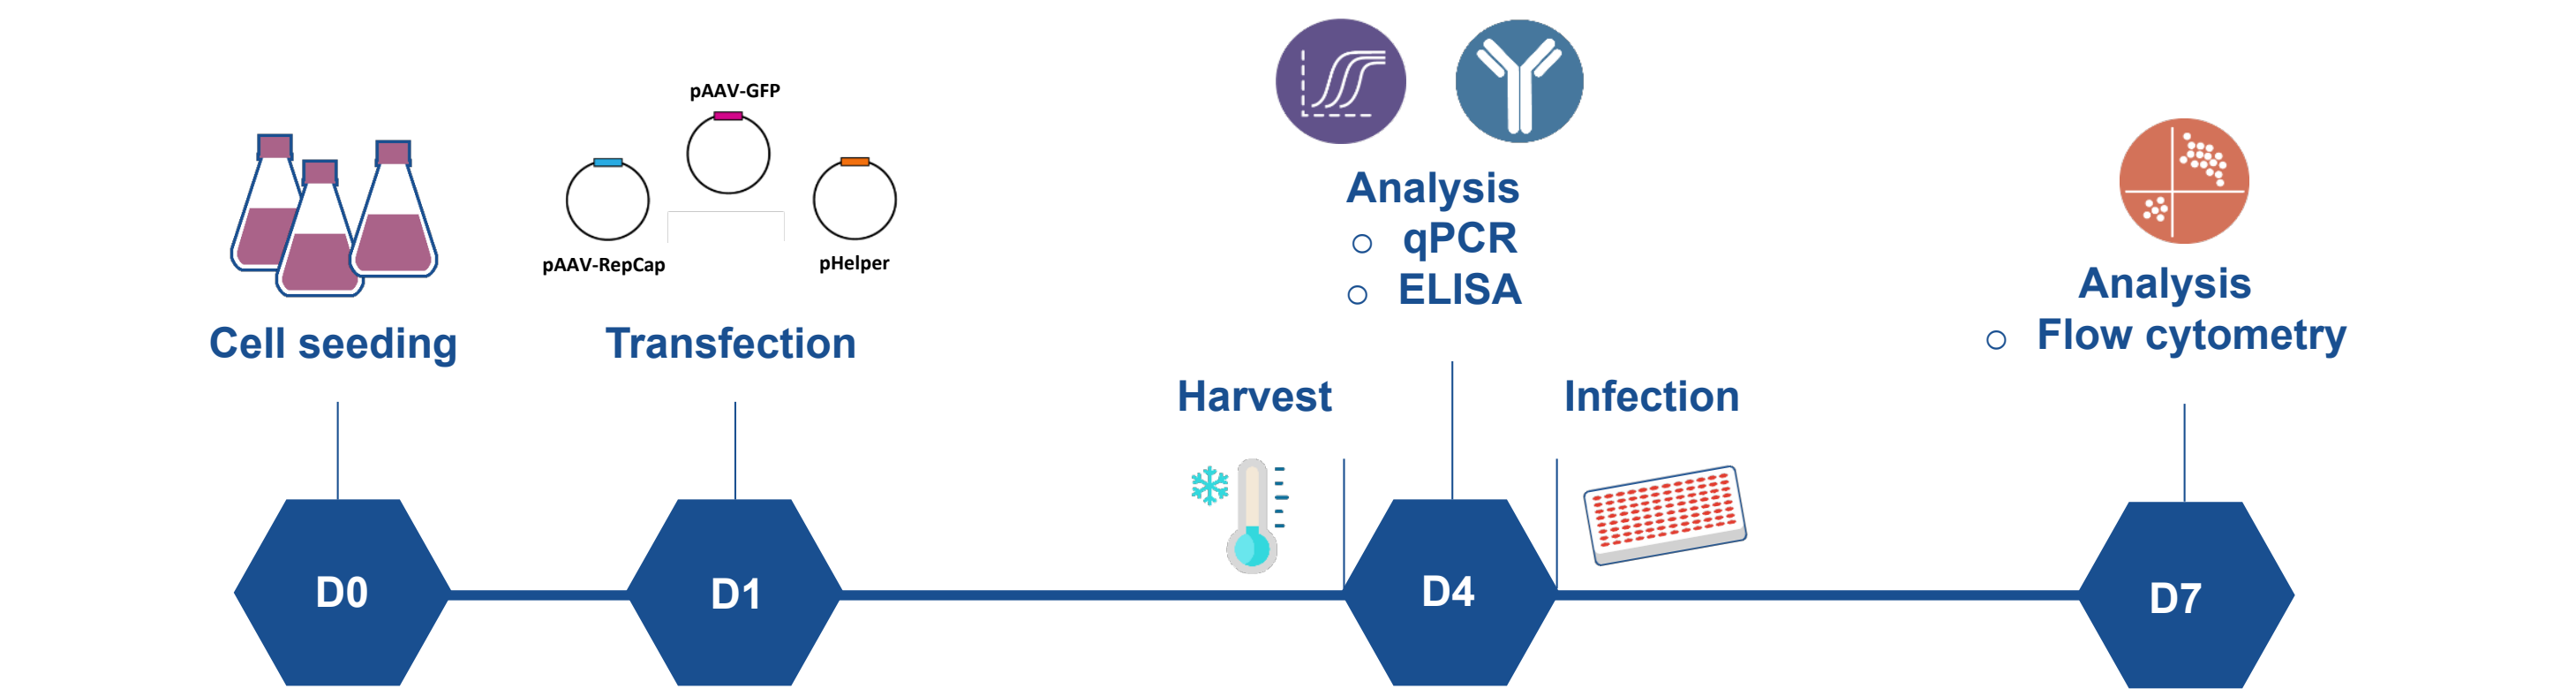 Cell seeding
pAAV-GFP
pAAV-RepCap
pHelper
Transfection
Harvest
Analysis
○ qPCR
○ ELISA
Infection
Analysis
○ Flow cytometry
D0
D1
D4
D7